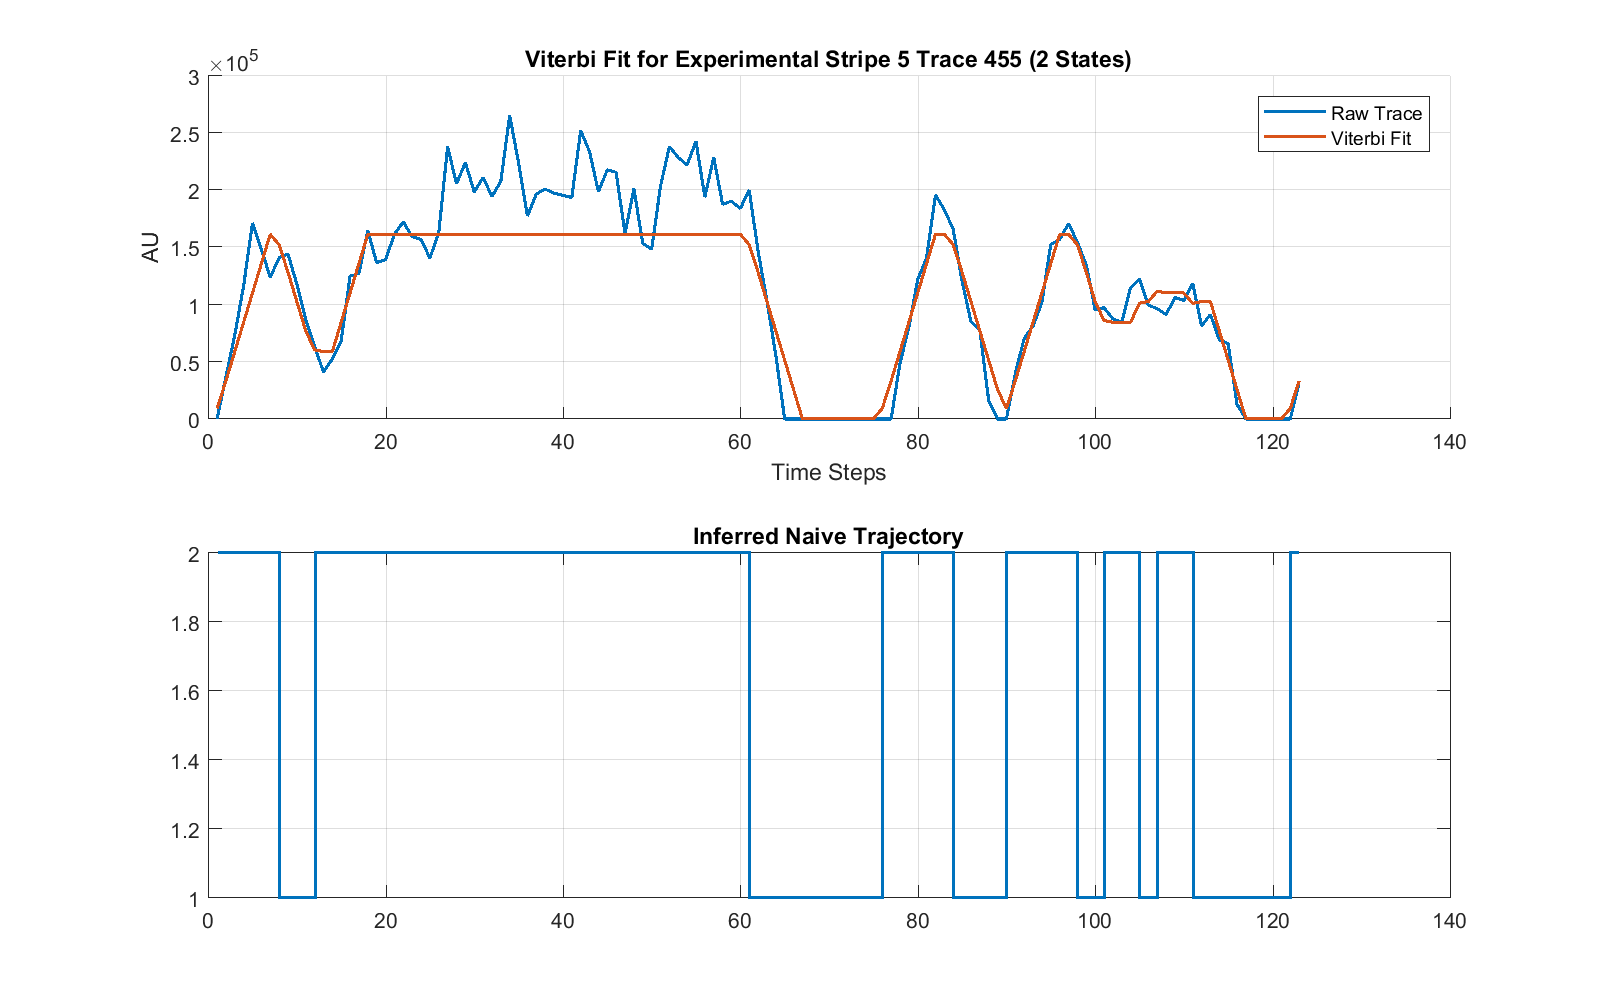 Viterbi Fit for Experimental Stripe 5 Trace 455 (2 States)
×10⁵
3
2.5
2
1.5
1
0.5
0
AU
Raw Trace
Viterbi Fit
0 20 40 60 80 100 120 140
Time Steps
Inferred Naive Trajectory
2
1.8
1.6
1.4
1.2
1
0 20 40 60 80 100 120 140